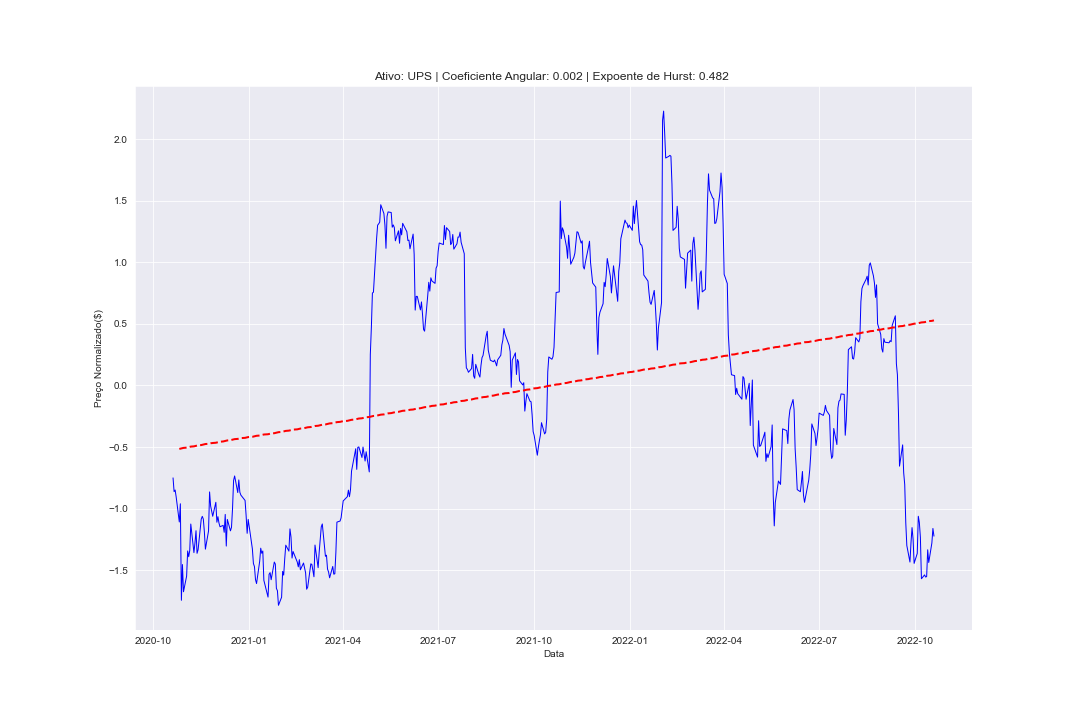 Ativo: UPS | Coeficiente Angular: 0.002 | Expoente de Hurst: 0.482
Preço Normalizado($)
2.0
1.5
1.0
0.5
0.0
−0.5
−1.0
−1.5
2020-10 2021-01 2021-04 2021-07 2021-10 2022-01 2022-04 2022-07 2022-10
Data